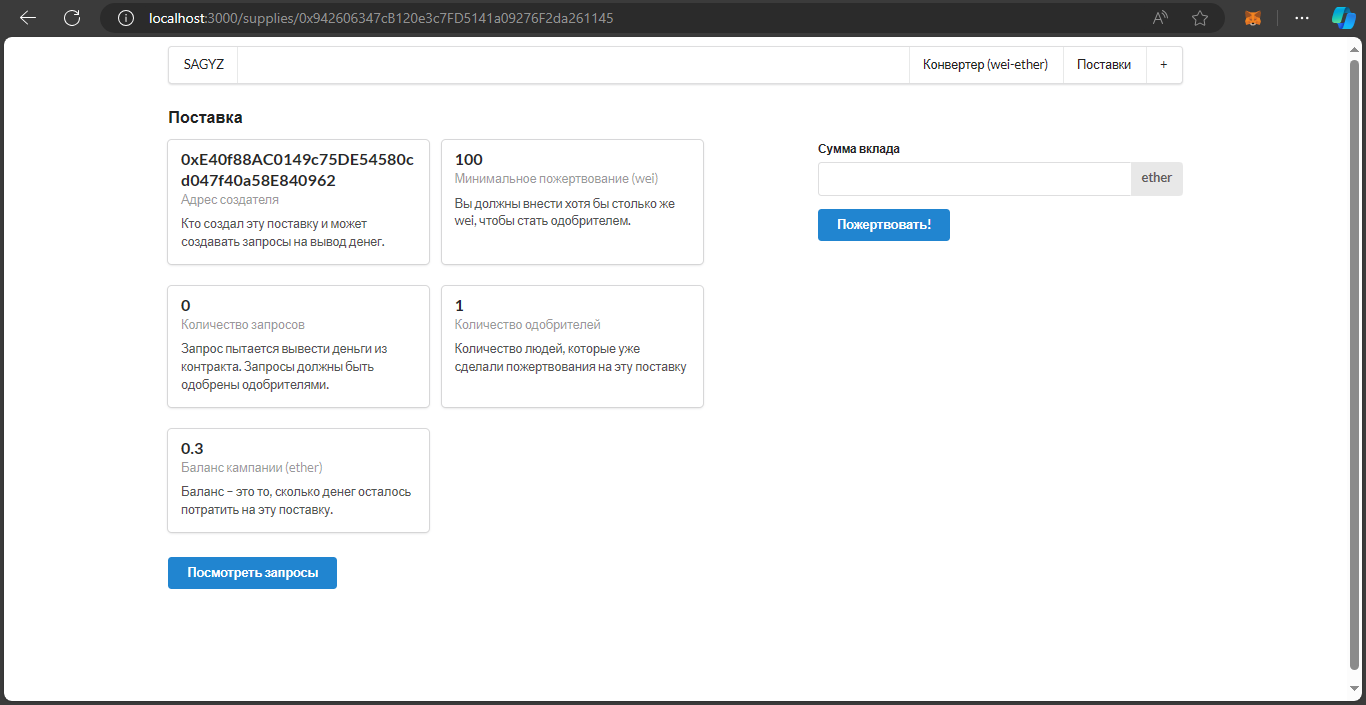 localhost:3000/supplies/0x942606347cB120e3c7FD5141a09276F2da261145
SAGYZ
Конвертер (wei-ether)
Поставки
+
Поставка
0xE40f88AC0149c75DE54580c
d047f40a58E840962
Адрес создателя
Кто создал эту поставку и может
создавать запросы на вывод денег.
100
Минимальное пожертвование (wei)
Вы должны внести хотя бы столько же
wei, чтобы стать одобрителем.
0
Количество запросов
Запрос пытается вывести деньги из
контракта. Запросы должны быть
одобрены одобрителями.
1
Количество одобрителей
Количество людей, которые уже
сделали пожертвования на эту поставку
0.3
Баланс кампании (ether)
Баланс – это то, сколько денег осталось
потратить на эту поставку.
Посмотреть запросы
Сумма вклада
ether
Пожертвовать!